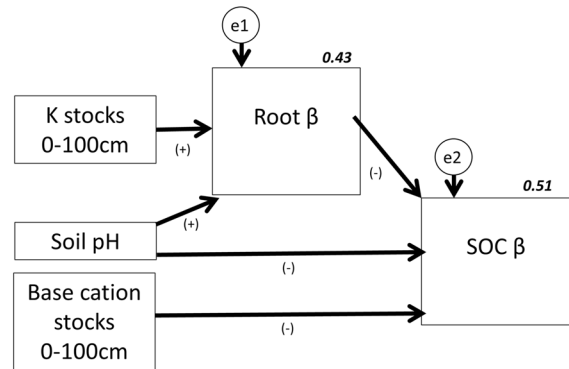 e1
0.43
K stocks
0-100cm
Root β
(+)
(-)
e2
(+)
0.51
Soil pH
SOC β
(-)
Base cation
stocks
0-100cm
(-)